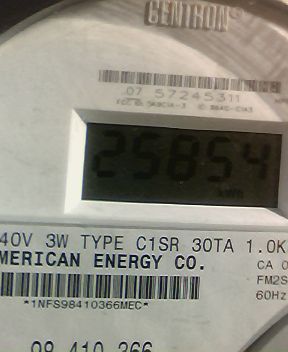 CENTRON
07 57245311
25854
kWh
40V 3W TYPE C1SR 30TA 1.0K
MERICAN ENERGY CO.
CA 0
FM2S
60Hz
*1NFS98410366MEC*
98 410 366